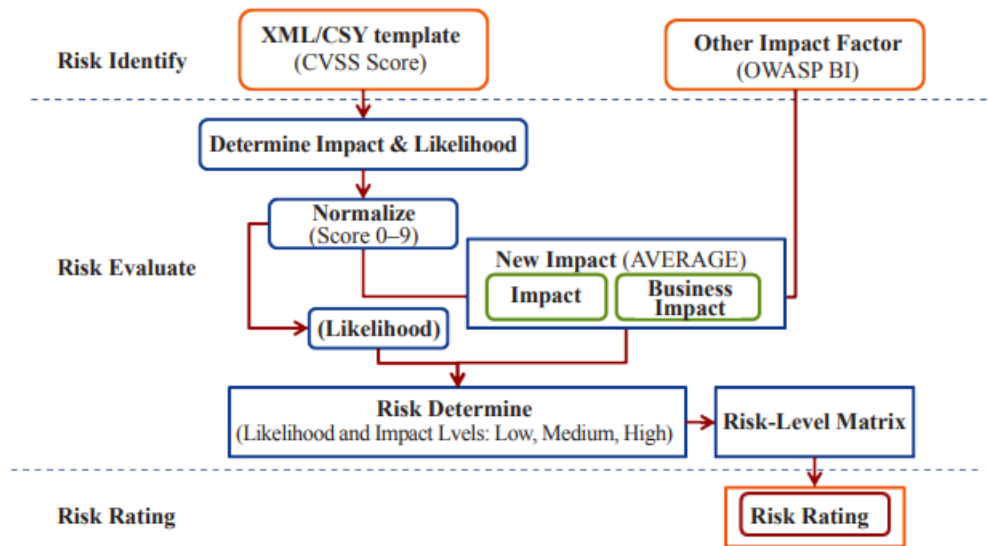 XML/CSY template
(CVSS Score)
Other Impact Factor
(OWASP BI)
Risk Identify
Determine Impact & Likelihood
Normalize
(Score 0–9)
Risk Evaluate
New Impact (AVERAGE)
Impact
Business
Impact
(Likelihood)
Risk Determine
(Likelihood and Impact Lvels: Low, Medium, High)
Risk-Level Matrix
Risk Rating
Risk Rating